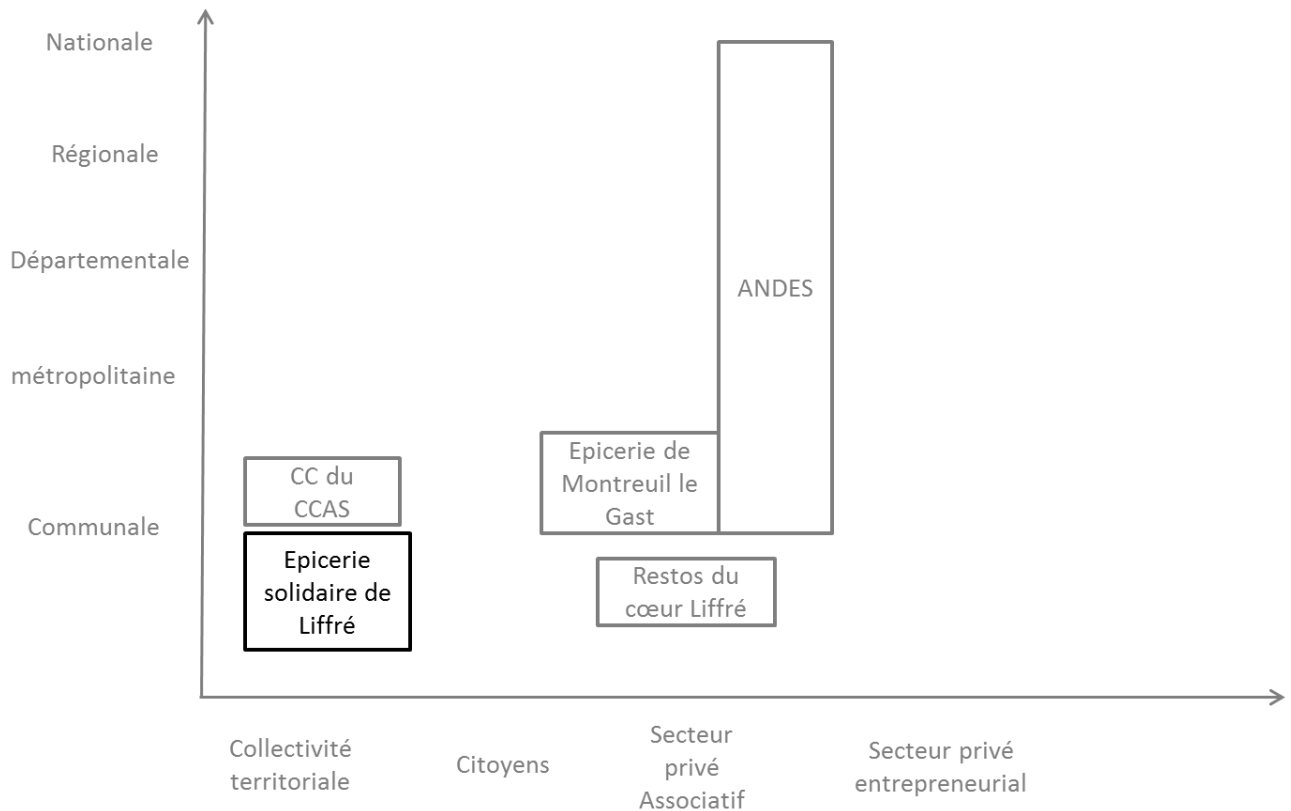 Nationale
Régionale
Départementale
métropolitaine
Communale
ANDES
CC du
CCAS
Epicerie
solidaire de
Liffré
Epicerie de
Montreuil le
Gast
Restos du
cœur Liffré
Collectivité
territoriale
Citoyens
Secteur
privé
Associatif
Secteur privé
entrepreneurial